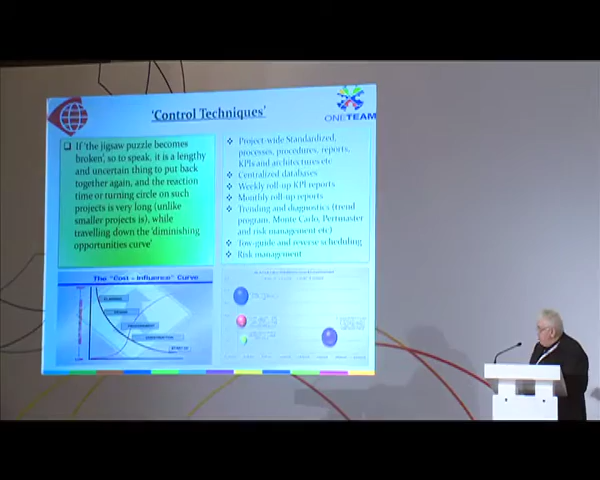 'Control Techniques'
ONETEAM
If 'the jigsaw puzzle becomes
broken', so to speak, it is a lengthy
and uncertain thing to put back
together again, and the reaction
time or turning circle on such
projects is very long (unlike
smaller projects is), while
travelling down the 'diminishing
opportunities curve'
Project-wide Standardized,
processes, procedures, reports,
KPIs and architectures etc
Centralized databases
Weekly roll-up KPI reports
Monthly roll-up reports
Trending and diagnostics (trend
program, Monte Carlo, Pertmaster
and risk management etc)
Tow-guide and reverse scheduling
Risk management
The "Cost - Influence" Curve